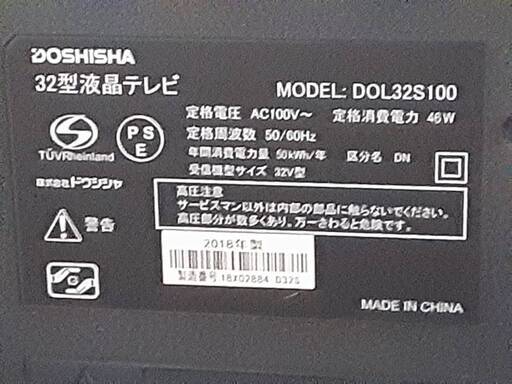 DOSHISHA
32型液晶テレビ
MODEL: DOL32S100
定格電圧 AC100V～ 定格消費電力 46W
定格周波数 50/60Hz
年間消費電力量 50kWh/年 区分名 DN
受信機型サイズ 32V型
TÜVRheinland
PS
E
株式会社ドウシシャ
高圧注意
サービスマン以外は内部の部品に触らないでください。
高圧部分が数多くあり、万一さわると危険です。
警告
2018年製
製造番号 18X02884 D32S
G
MADE IN CHINA